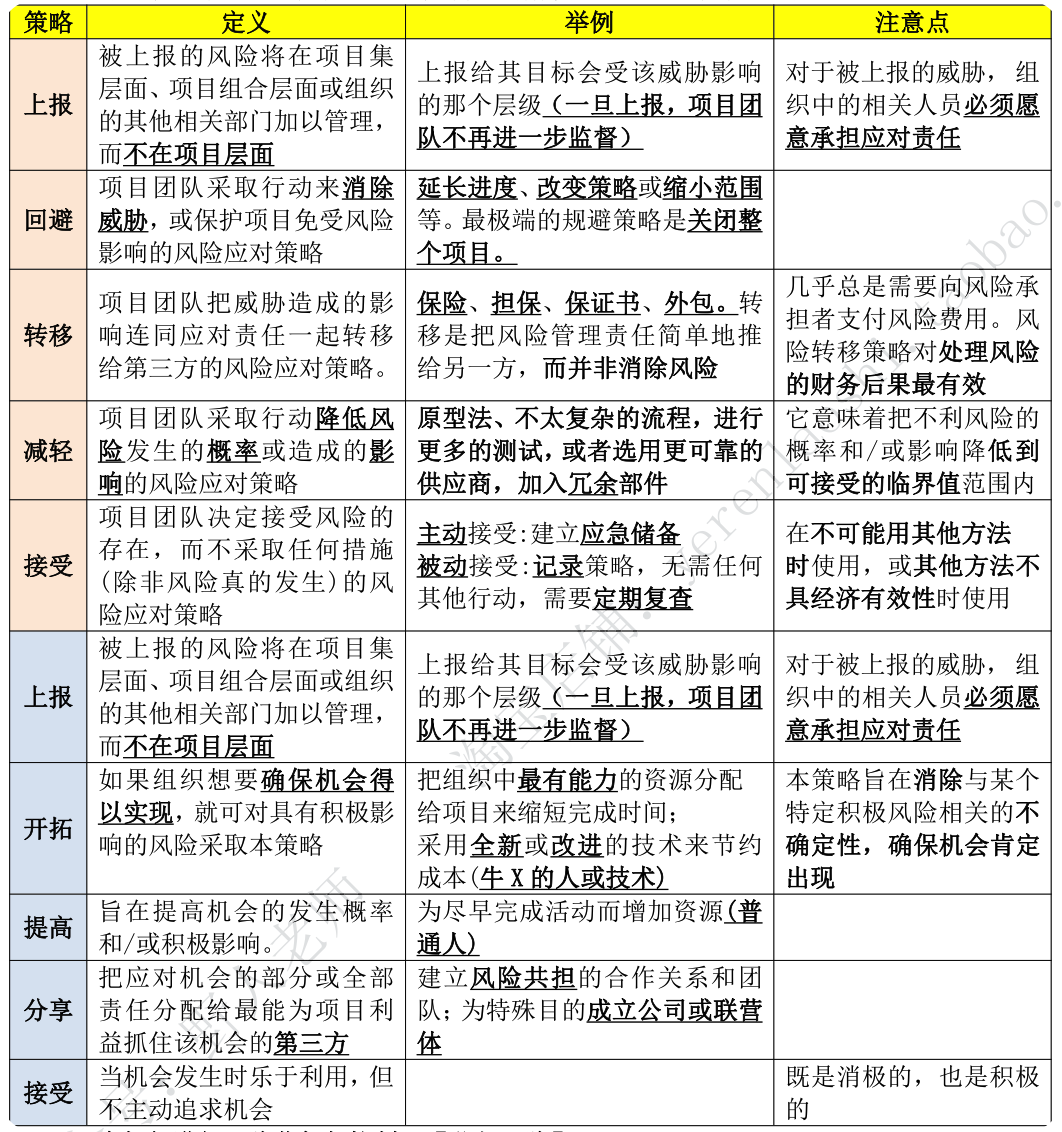 策略 定义 举例 注意点
上报
被上报的风险将在项目集
层面、项目组合层面或组织
的其他相关部门加以管理，
而不在项目层面
上报给其目标会受该威胁影响
的那个层级（一旦上报，项目团
队不再进一步监督）
对于被上报的威胁，组
织中的相关人员必须愿
意承担应对责任
回避
项目团队采取行动来消除
威胁，或保护项目免受风险
影响的风险应对策略
延长进度、改变策略或缩小范围
等。最极端的规避策略是关闭整
个项目。
转移
项目团队把威胁造成的影
响连同应对责任一起转移
给第三方的风险应对策略。
保险、担保、保证书、外包。转
移是把风险管理责任简单地推
给另一方，而并非消除风险
几乎总是需要向风险承
担者支付风险费用。风
险转移策略对处理风险
的财务后果最有效
减轻
项目团队采取行动降低风
险发生的概率或造成的影
响的风险应对策略
原型法、不太复杂的流程，进行
更多的测试，或者选用更可靠的
供应商，加入冗余部件
它意味着把不利风险的
概率和/或影响降低到
可接受的临界值范围内
接受
项目团队决定接受风险的
存在，而不采取任何措施
(除非风险真的发生)的风
险应对策略
主动接受:建立应急储备
被动接受:记录策略，无需任何
其他行动，需要定期复查
在不可能用其他方法
时使用，或其他方法不
具经济有效性时使用
上报
被上报的风险将在项目集
层面、项目组合层面或组织
的其他相关部门加以管理，
而不在项目层面
上报给其目标会受该威胁影响
的那个层级（一旦上报，项目团
队不再进一步监督）
对于被上报的威胁，组
织中的相关人员必须愿
意承担应对责任
开拓
如果组织想要确保机会得
以实现，就可对具有积极影
响的风险采取本策略
把组织中最有能力的资源分配
给项目来缩短完成时间；
采用全新或改进的技术来节约
成本(牛X的人或技术)
本策略旨在消除与某个
特定积极风险相关的不
确定性，确保机会肯定
出现
提高
旨在提高机会的发生概率
和/或积极影响。
为尽早完成活动而增加资源(普
通人)
分享
把应对机会的部分或全部
责任分配给最能为项目利
益抓住该机会的第三方
建立风险共担的合作关系和团
队；为特殊目的成立公司或联营
体
接受
当机会发生时乐于利用，但
不主动追求机会
既是消极的，也是积极
的